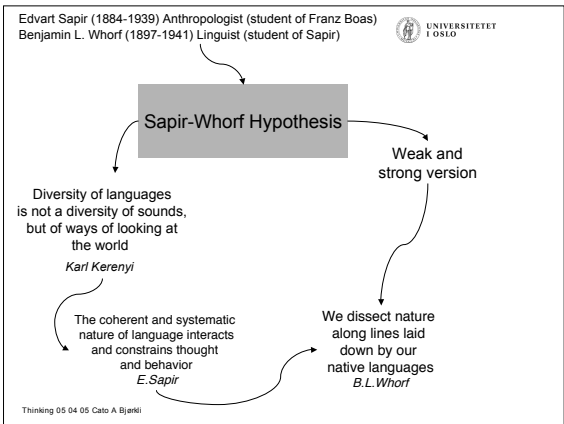 Edvart Sapir (1884-1939) Anthropologist (student of Franz Boas)
Benjamin L. Whorf (1897-1941) Linguist (student of Sapir)
UNIVERSITETET
I OSLO
Sapir-Whorf Hypothesis
Weak and
strong version
Diversity of languages
is not a diversity of sounds,
but of ways of looking at
the world
Karl Kerenyi
The coherent and systematic
nature of language interacts
and constrains thought
and behavior
E.Sapir
We dissect nature
along lines laid
down by our
native languages
B.L.Whorf
Thinking 05 04 05 Cato A Bjørkli